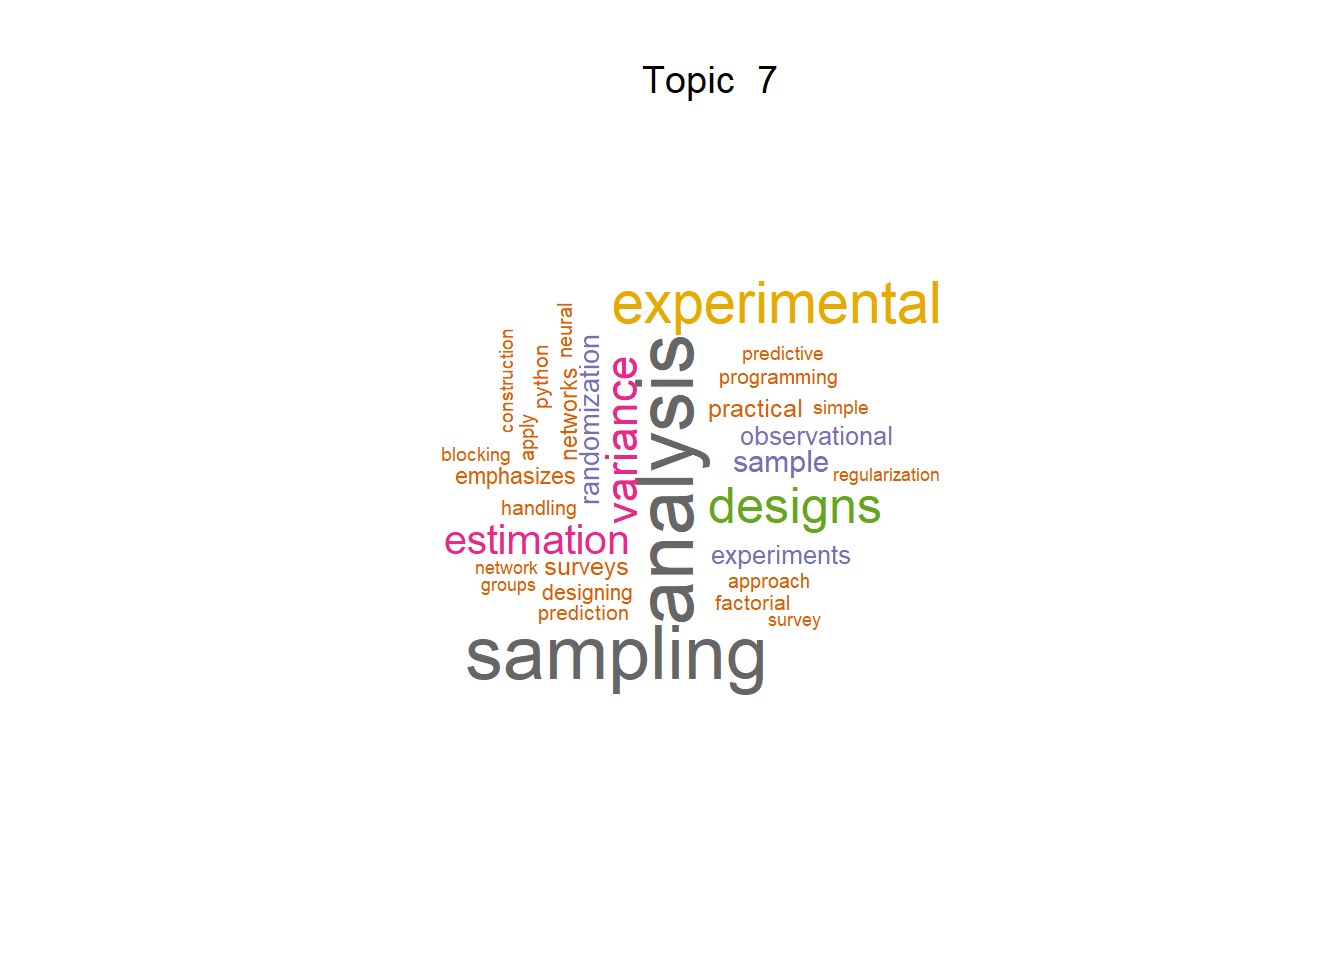 Topic 7
experimental
analysis
variance
randomization
neural
networks
python
construction
apply
blocking
emphasizes
handling
estimation
network
surveys
groups
designing
prediction
sampling
predictive
programming
practical
simple
observational
sample
regularization
designs
experiments
approach
factorial
survey